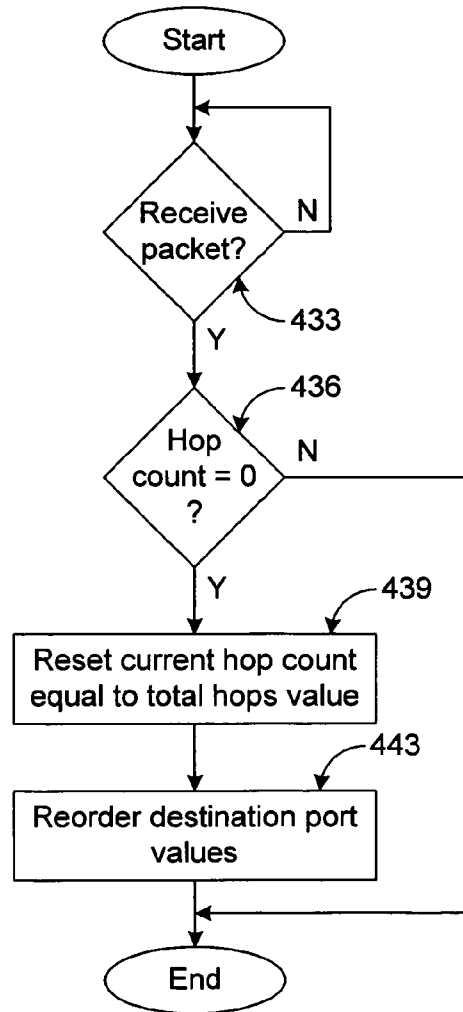 Start
Receive
packet?
N
433
Y
436
Hop
count = 0
?
N
Y
439
Reset current hop count
equal to total hops value
443
Reorder destination port
values
End